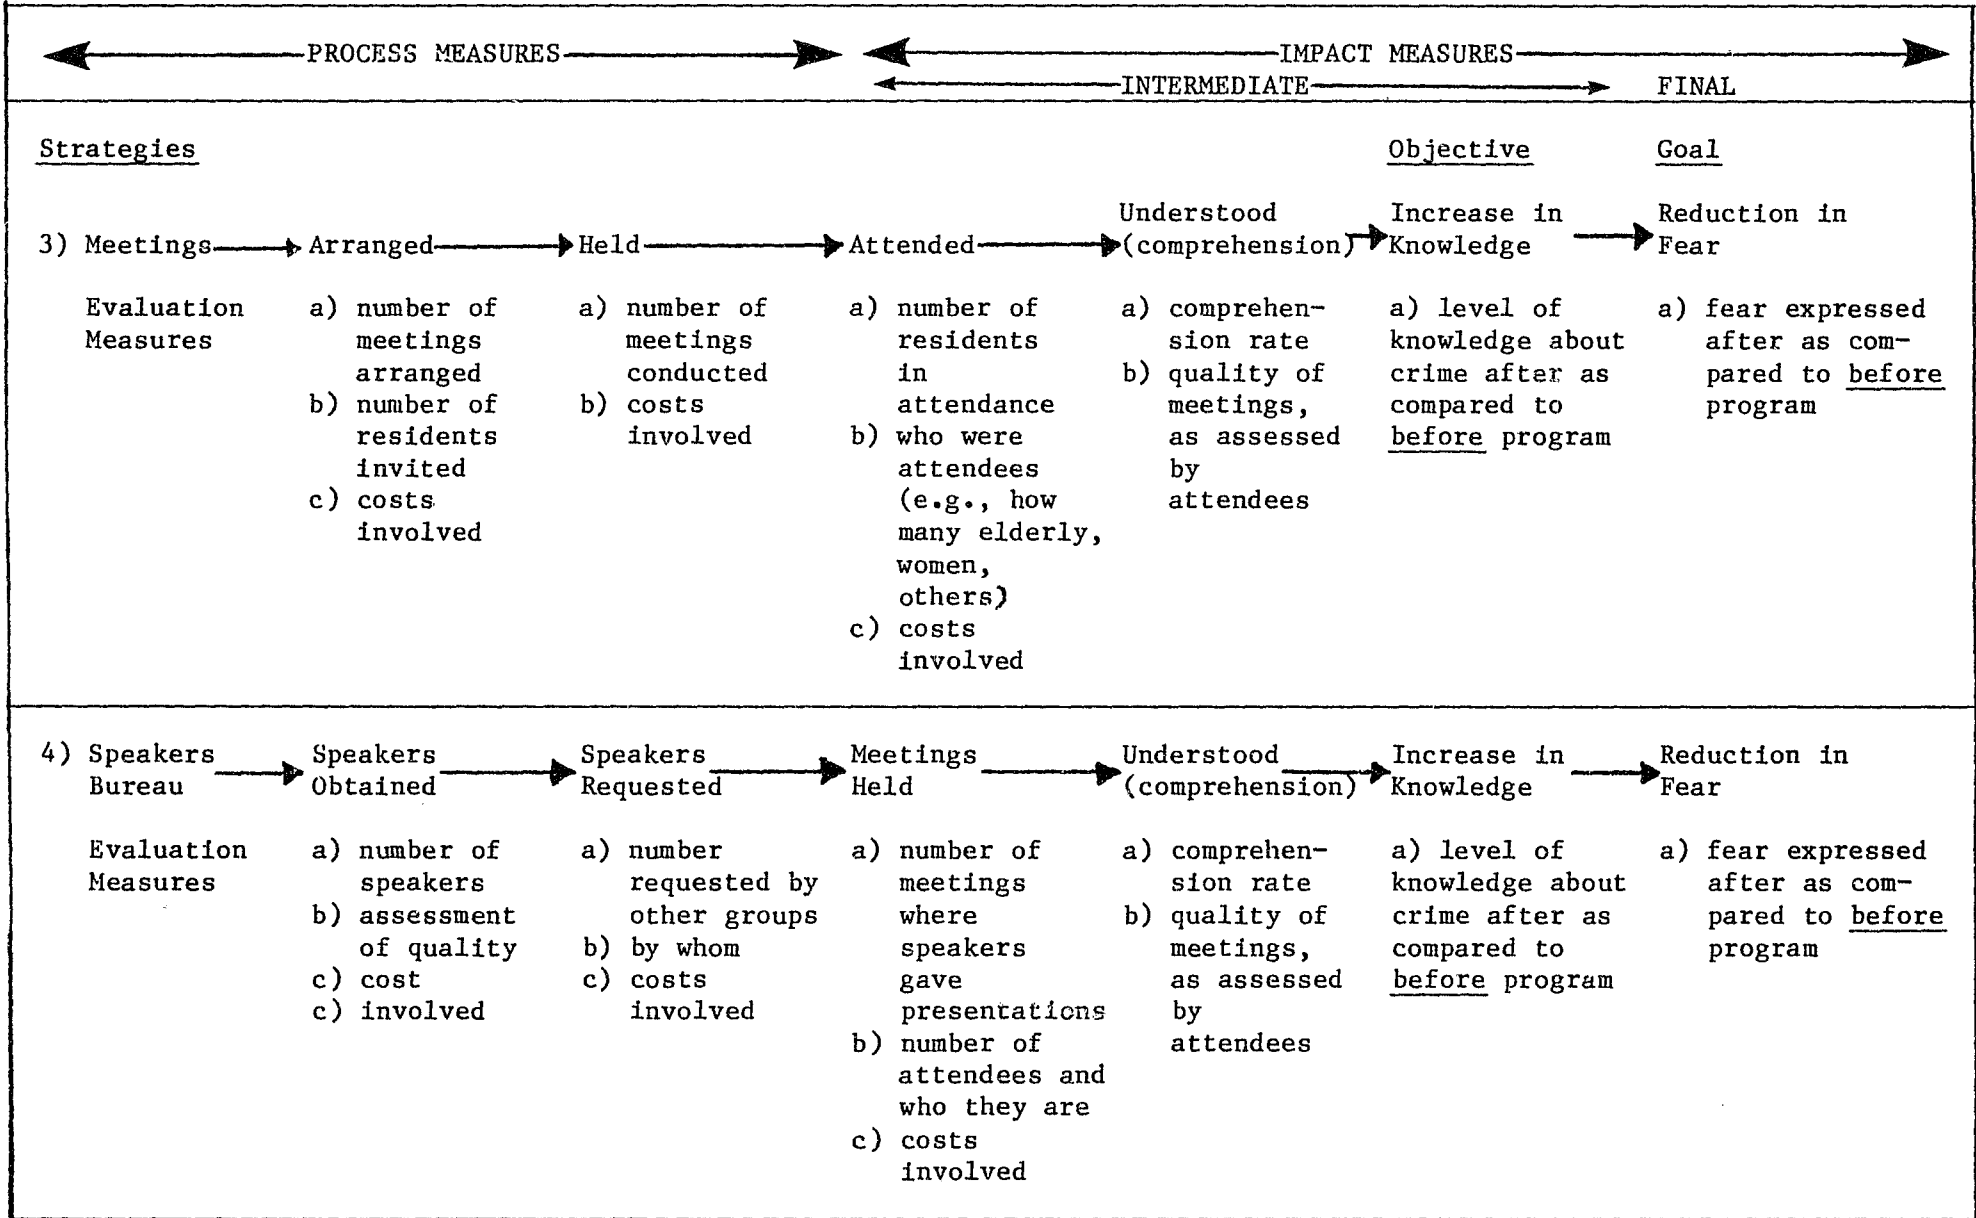 PROCESS MEASURES
IMPACT MEASURES
INTERMEDIATE
FINAL
Strategies
Objective
Goal
3) Meetings
Arranged
Held
Attended
Understood
(comprehension)
Increase in
Knowledge
Reduction in
Fear
Evaluation
Measures
a) number of
meetings
arranged
b) number of
residents
invited
c) costs
involved
a) number of
meetings
conducted
b) costs
involved
a) number of
residents
in
attendance
b) who were
attendees
(e.g., how
many elderly,
women,
others)
c) costs
involved
a) comprehen-
sion rate
b) quality of
meetings,
as assessed
by
attendees
a) level of
knowledge about
crime after as
compared to
before program
a) fear expressed
after as com-
pared to before
program
4) Speakers
Bureau
Speakers
Obtained
Speakers
Requested
Meetings
Held
Understood
(comprehension)
Increase in
Knowledge
Reduction in
Fear
Evaluation
Measures
a) number of
speakers
b) assessment
of quality
c) cost
c) involved
a) number
requested by
other groups
b) by whom
c) costs
involved
a) number of
meetings
where
speakers
gave
presentations
b) number of
attendees and
who they are
c) costs
involved
a) comprehen-
sion rate
b) quality of
meetings,
as assessed
by
attendees
a) level of
knowledge about
crime after as
compared to
before program
a) fear expressed
after as com-
pared to before
program